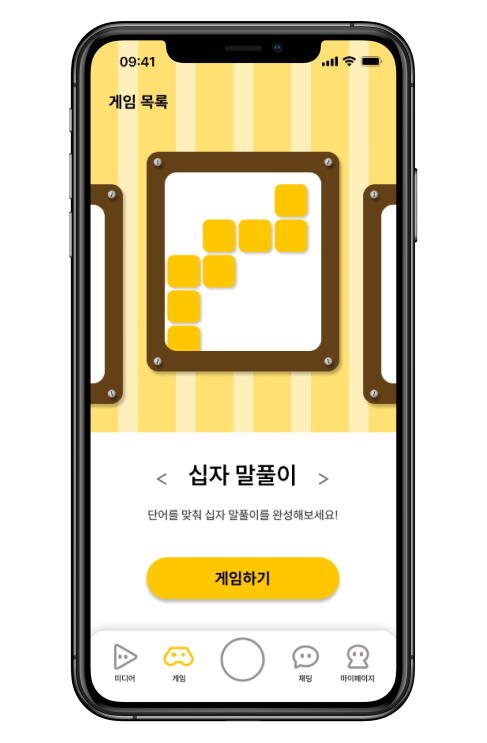 09:41
게임 목록
< 십자 말풀이 >
단어를 맞춰 십자 말풀이를 완성해보세요!
게임하기
미디어 게임 채팅 마이페이지